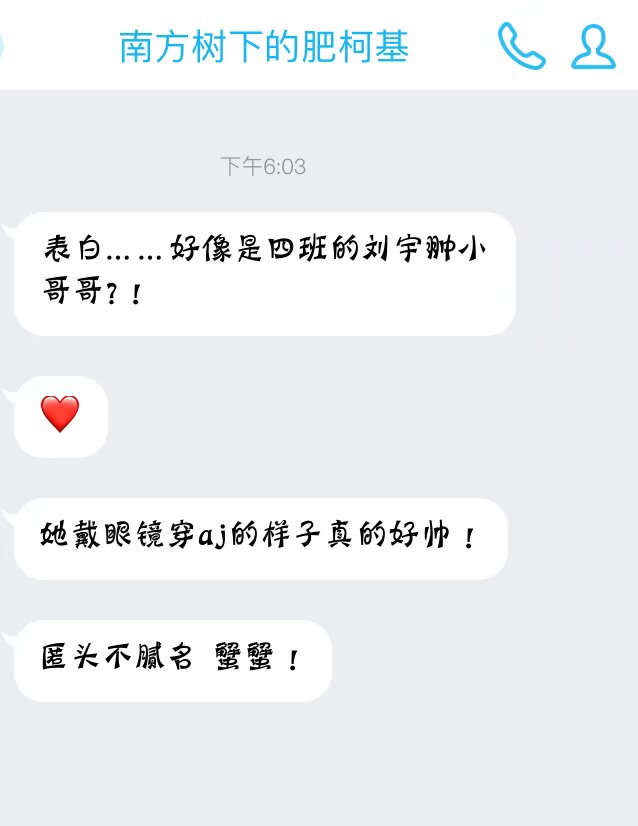 南方树下的肥柯基
下午6:03
表白……好像是四班的刘宇翀小
哥哥?!
❤️
她戴眼镜穿aj的样子真的好帅!
匿头不腻名 蟹蟹!